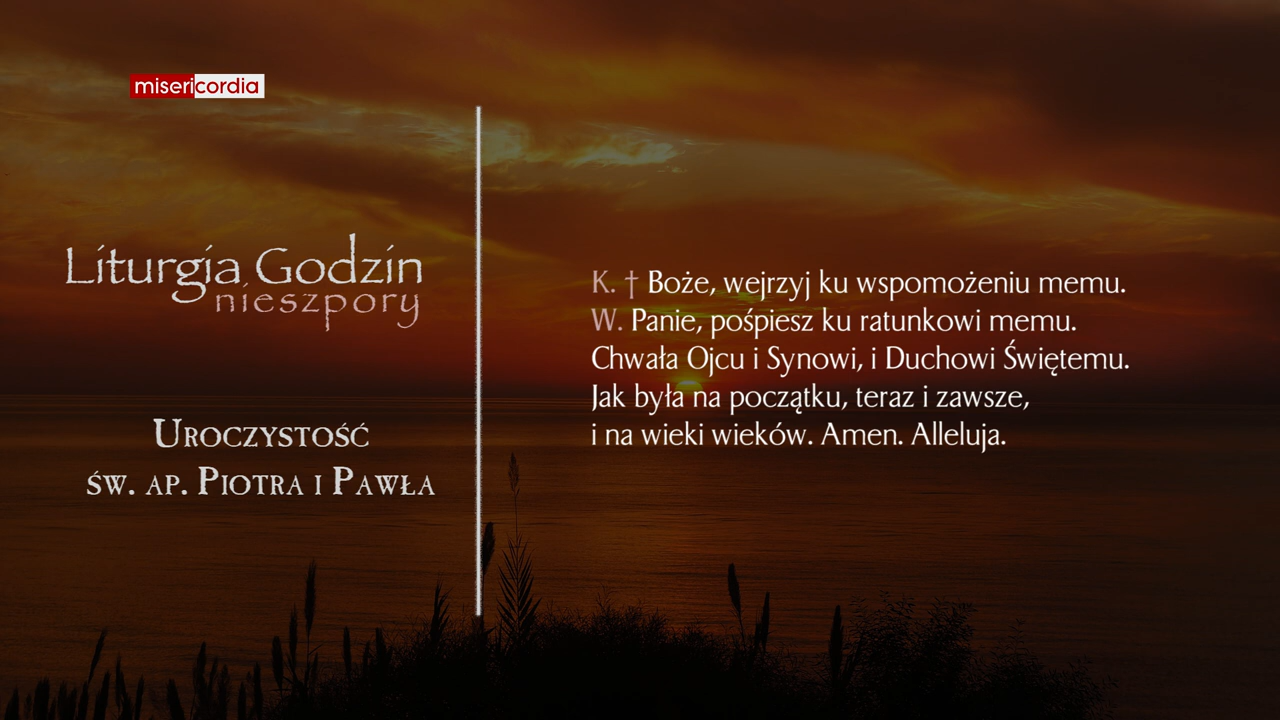 misericordia
Liturgia Godzin
nieszpory
Uroczystość
św. ap. Piotra i Pawła
K. † Boże, wejrzyj ku wspomożeniu memu.
W. Panie, pośpiesz ku ratunkowi memu.
Chwała Ojcu i Synowi, i Duchowi Świętemu.
Jak była na początku, teraz i zawsze,
i na wieki wieków. Amen. Alleluja.